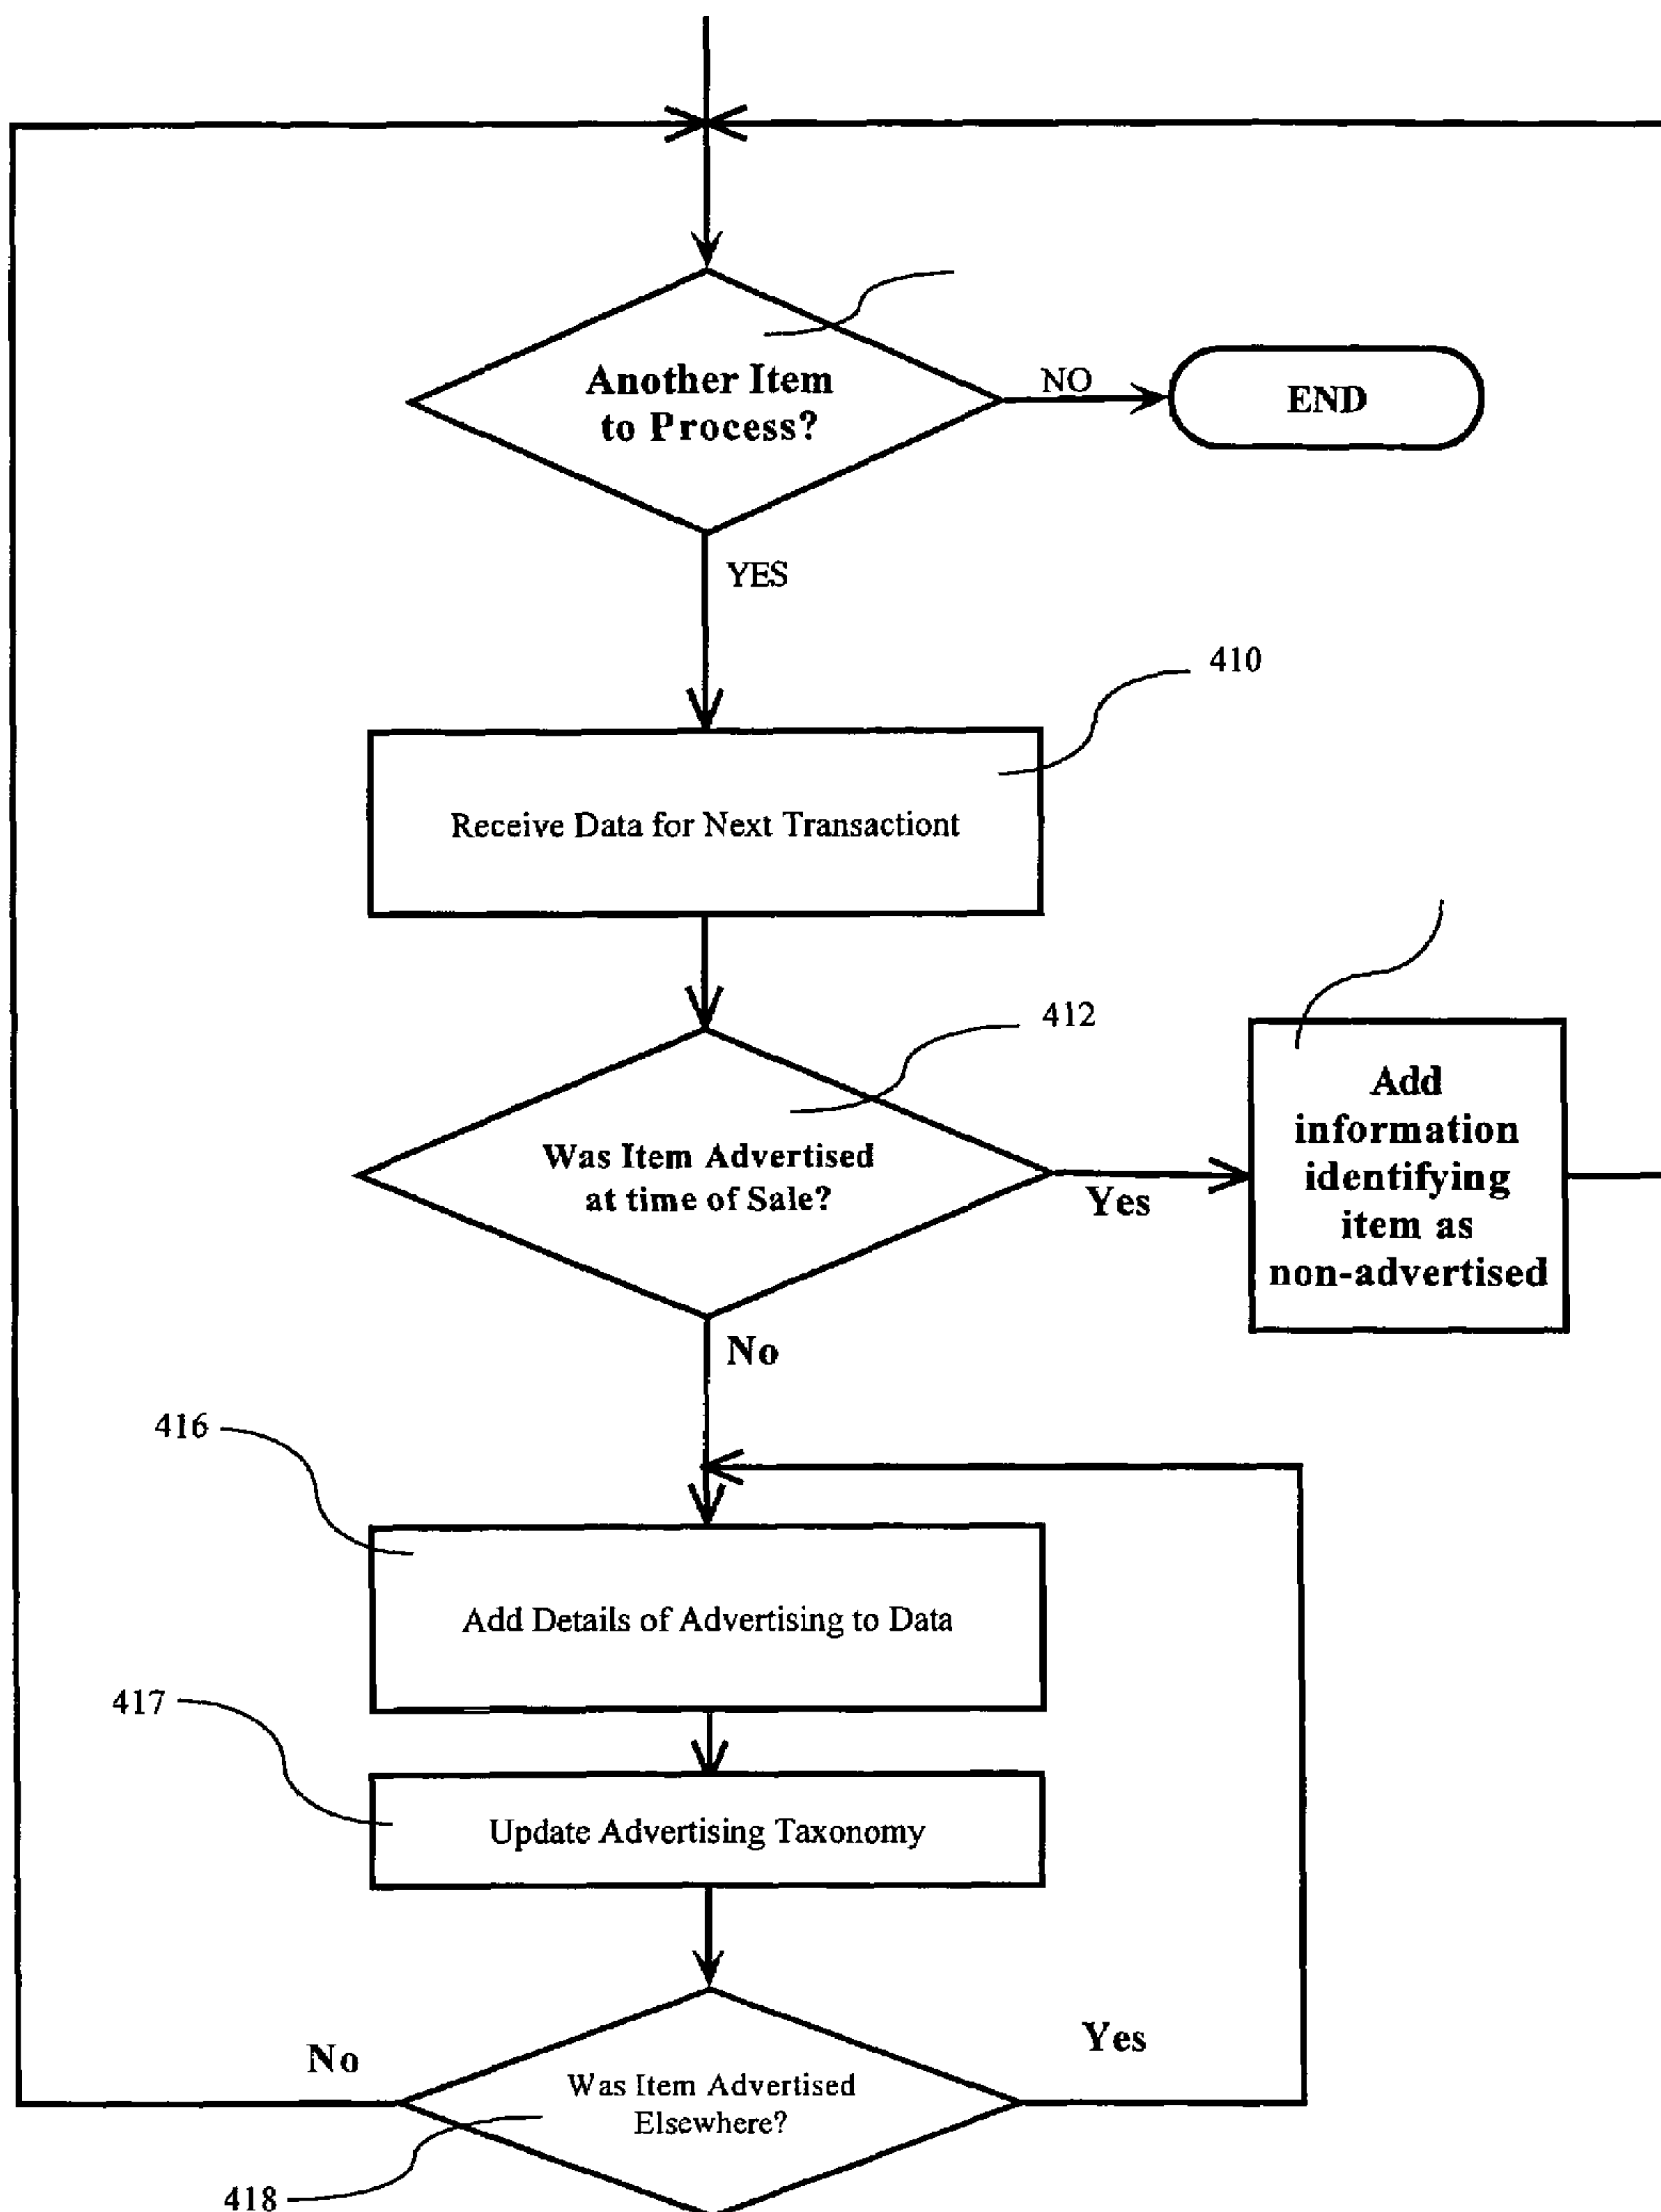 Another Item
to Process?
NO
END
YES
410
Receive Data for Next Transactiont
412
Was Item Advertised
at time of Sale?
Yes
Add
information
identifying
item as
non-advertised
No
416
Add Details of Advertising to Data
417
Update Advertising Taxonomy
No
Yes
Was Item Advertised
Elsewhere?
418